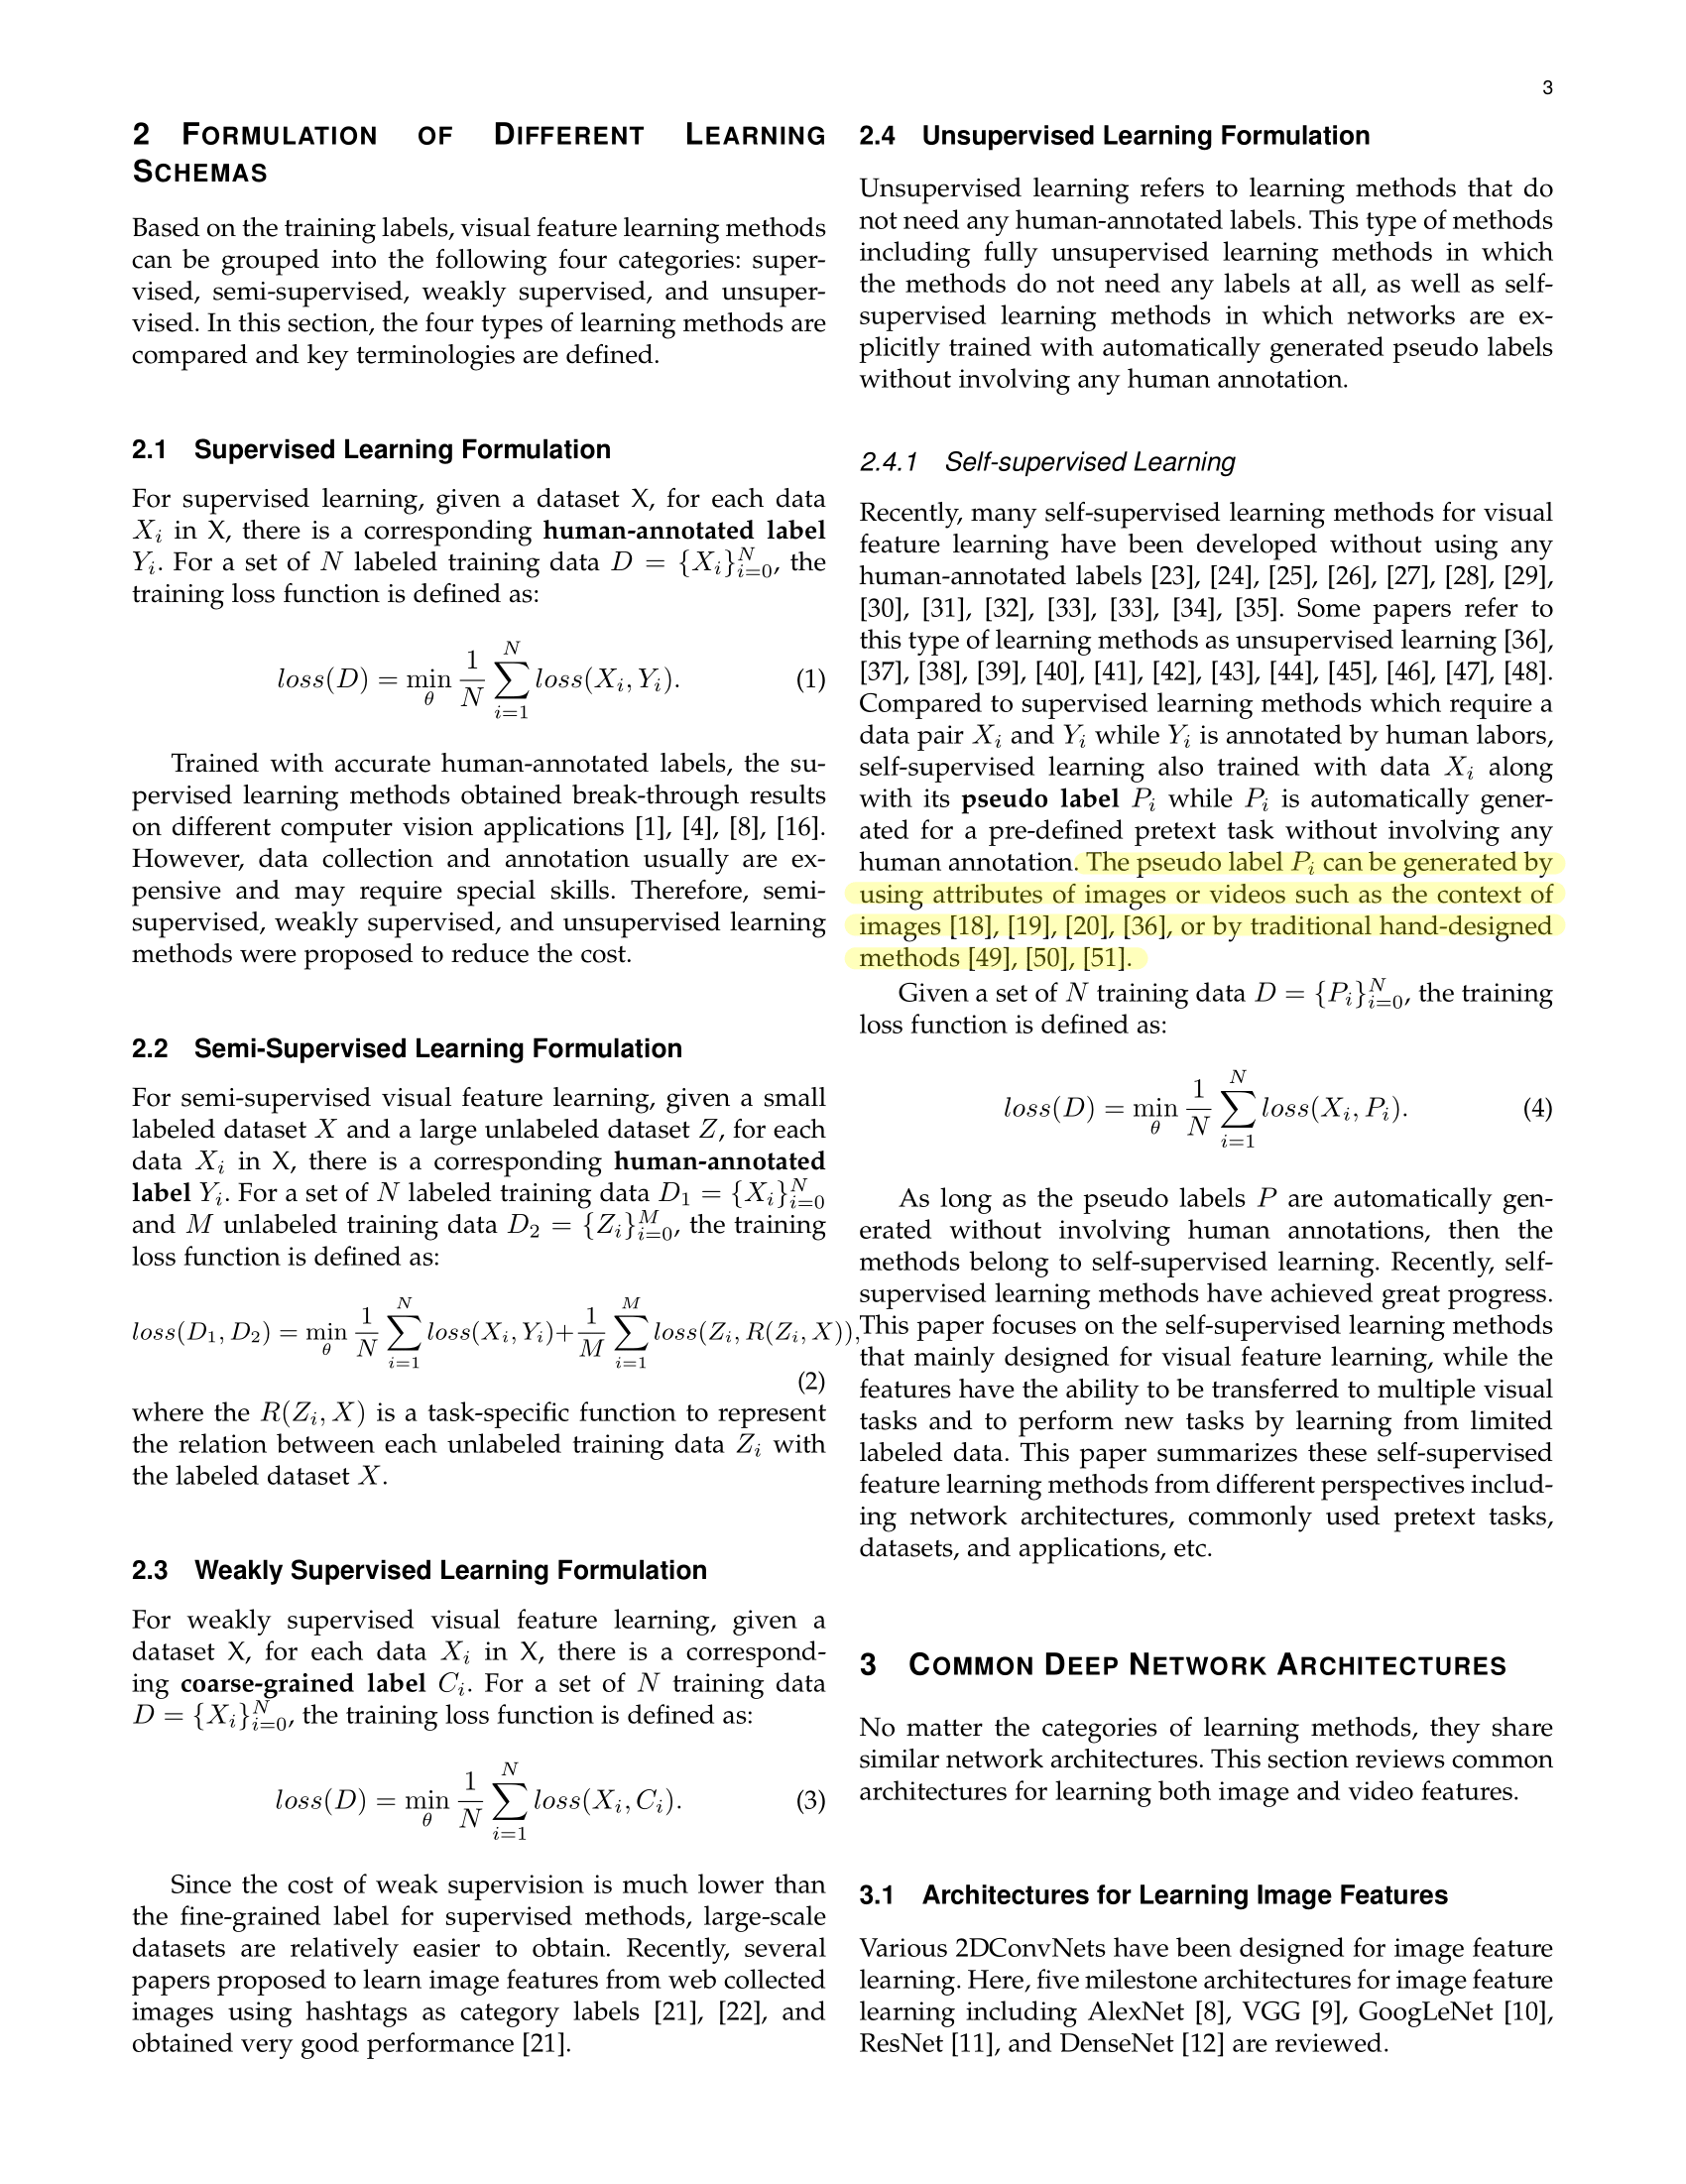 3
2 FORMULATION OF DIFFERENT LEARNING
SCHEMAS
Based on the training labels, visual feature learning methods
can be grouped into the following four categories: super-
vised, semi-supervised, weakly supervised, and unsuper-
vised. In this section, the four types of learning methods are
compared and key terminologies are defined.
2.1 Supervised Learning Formulation
For supervised learning, given a dataset X, for each data
X_i in X, there is a corresponding human-annotated label
Y_i. For a set of N labeled training data D = {X_i}_{i=0}^N, the
training loss function is defined as:
loss(D) = min_θ 1/N ∑_{i=1}^N loss(X_i, Y_i). (1)
Trained with accurate human-annotated labels, the su-
pervised learning methods obtained break-through results
on different computer vision applications [1], [4], [8], [16].
However, data collection and annotation usually are ex-
pensive and may require special skills. Therefore, semi-
supervised, weakly supervised, and unsupervised learning
methods were proposed to reduce the cost.
2.2 Semi-Supervised Learning Formulation
For semi-supervised visual feature learning, given a small
labeled dataset X and a large unlabeled dataset Z, for each
data X_i in X, there is a corresponding human-annotated
label Y_i. For a set of N labeled training data D_1 = {X_i}_{i=0}^N
and M unlabeled training data D_2 = {Z_i}_{i=0}^M, the training
loss function is defined as:
loss(D_1, D_2) = min_θ 1/N ∑_{i=1}^N loss(X_i, Y_i)+1/M ∑_{i=1}^M loss(Z_i, R(Z_i, X)),
(2)
where the R(Z_i, X) is a task-specific function to represent
the relation between each unlabeled training data Z_i with
the labeled dataset X.
2.3 Weakly Supervised Learning Formulation
For weakly supervised visual feature learning, given a
dataset X, for each data X_i in X, there is a correspond-
ing coarse-grained label C_i. For a set of N training data
D = {X_i}_{i=0}^N, the training loss function is defined as:
loss(D) = min_θ 1/N ∑_{i=1}^N loss(X_i, C_i). (3)
Since the cost of weak supervision is much lower than
the fine-grained label for supervised methods, large-scale
datasets are relatively easier to obtain. Recently, several
papers proposed to learn image features from web collected
images using hashtags as category labels [21], [22], and
obtained very good performance [21].
2.4 Unsupervised Learning Formulation
Unsupervised learning refers to learning methods that do
not need any human-annotated labels. This type of methods
including fully unsupervised learning methods in which
the methods do not need any labels at all, as well as self-
supervised learning methods in which networks are ex-
plicitly trained with automatically generated pseudo labels
without involving any human annotation.
2.4.1 Self-supervised Learning
Recently, many self-supervised learning methods for visual
feature learning have been developed without using any
human-annotated labels [23], [24], [25], [26], [27], [28], [29],
[30], [31], [32], [33], [33], [34], [35]. Some papers refer to
this type of learning methods as unsupervised learning [36],
[37], [38], [39], [40], [41], [42], [43], [44], [45], [46], [47], [48].
Compared to supervised learning methods which require a
data pair X_i and Y_i while Y_i is annotated by human labors,
self-supervised learning also trained with data X_i along
with its pseudo label P_i while P_i is automatically gener-
ated for a pre-defined pretext task without involving any
human annotation. The pseudo label P_i can be generated by
using attributes of images or videos such as the context of
images [18], [19], [20], [36], or by traditional hand-designed
methods [49], [50], [51].
Given a set of N training data D = {P_i}_{i=0}^N, the training
loss function is defined as:
loss(D) = min_θ 1/N ∑_{i=1}^N loss(X_i, P_i). (4)
As long as the pseudo labels P are automatically gen-
erated without involving human annotations, then the
methods belong to self-supervised learning. Recently, self-
supervised learning methods have achieved great progress.
This paper focuses on the self-supervised learning methods
that mainly designed for visual feature learning, while the
features have the ability to be transferred to multiple visual
tasks and to perform new tasks by learning from limited
labeled data. This paper summarizes these self-supervised
feature learning methods from different perspectives includ-
ing network architectures, commonly used pretext tasks,
datasets, and applications, etc.
3 COMMON DEEP NETWORK ARCHITECTURES
No matter the categories of learning methods, they share
similar network architectures. This section reviews common
architectures for learning both image and video features.
3.1 Architectures for Learning Image Features
Various 2DConvNets have been designed for image feature
learning. Here, five milestone architectures for image feature
learning including AlexNet [8], VGG [9], GoogLeNet [10],
ResNet [11], and DenseNet [12] are reviewed.